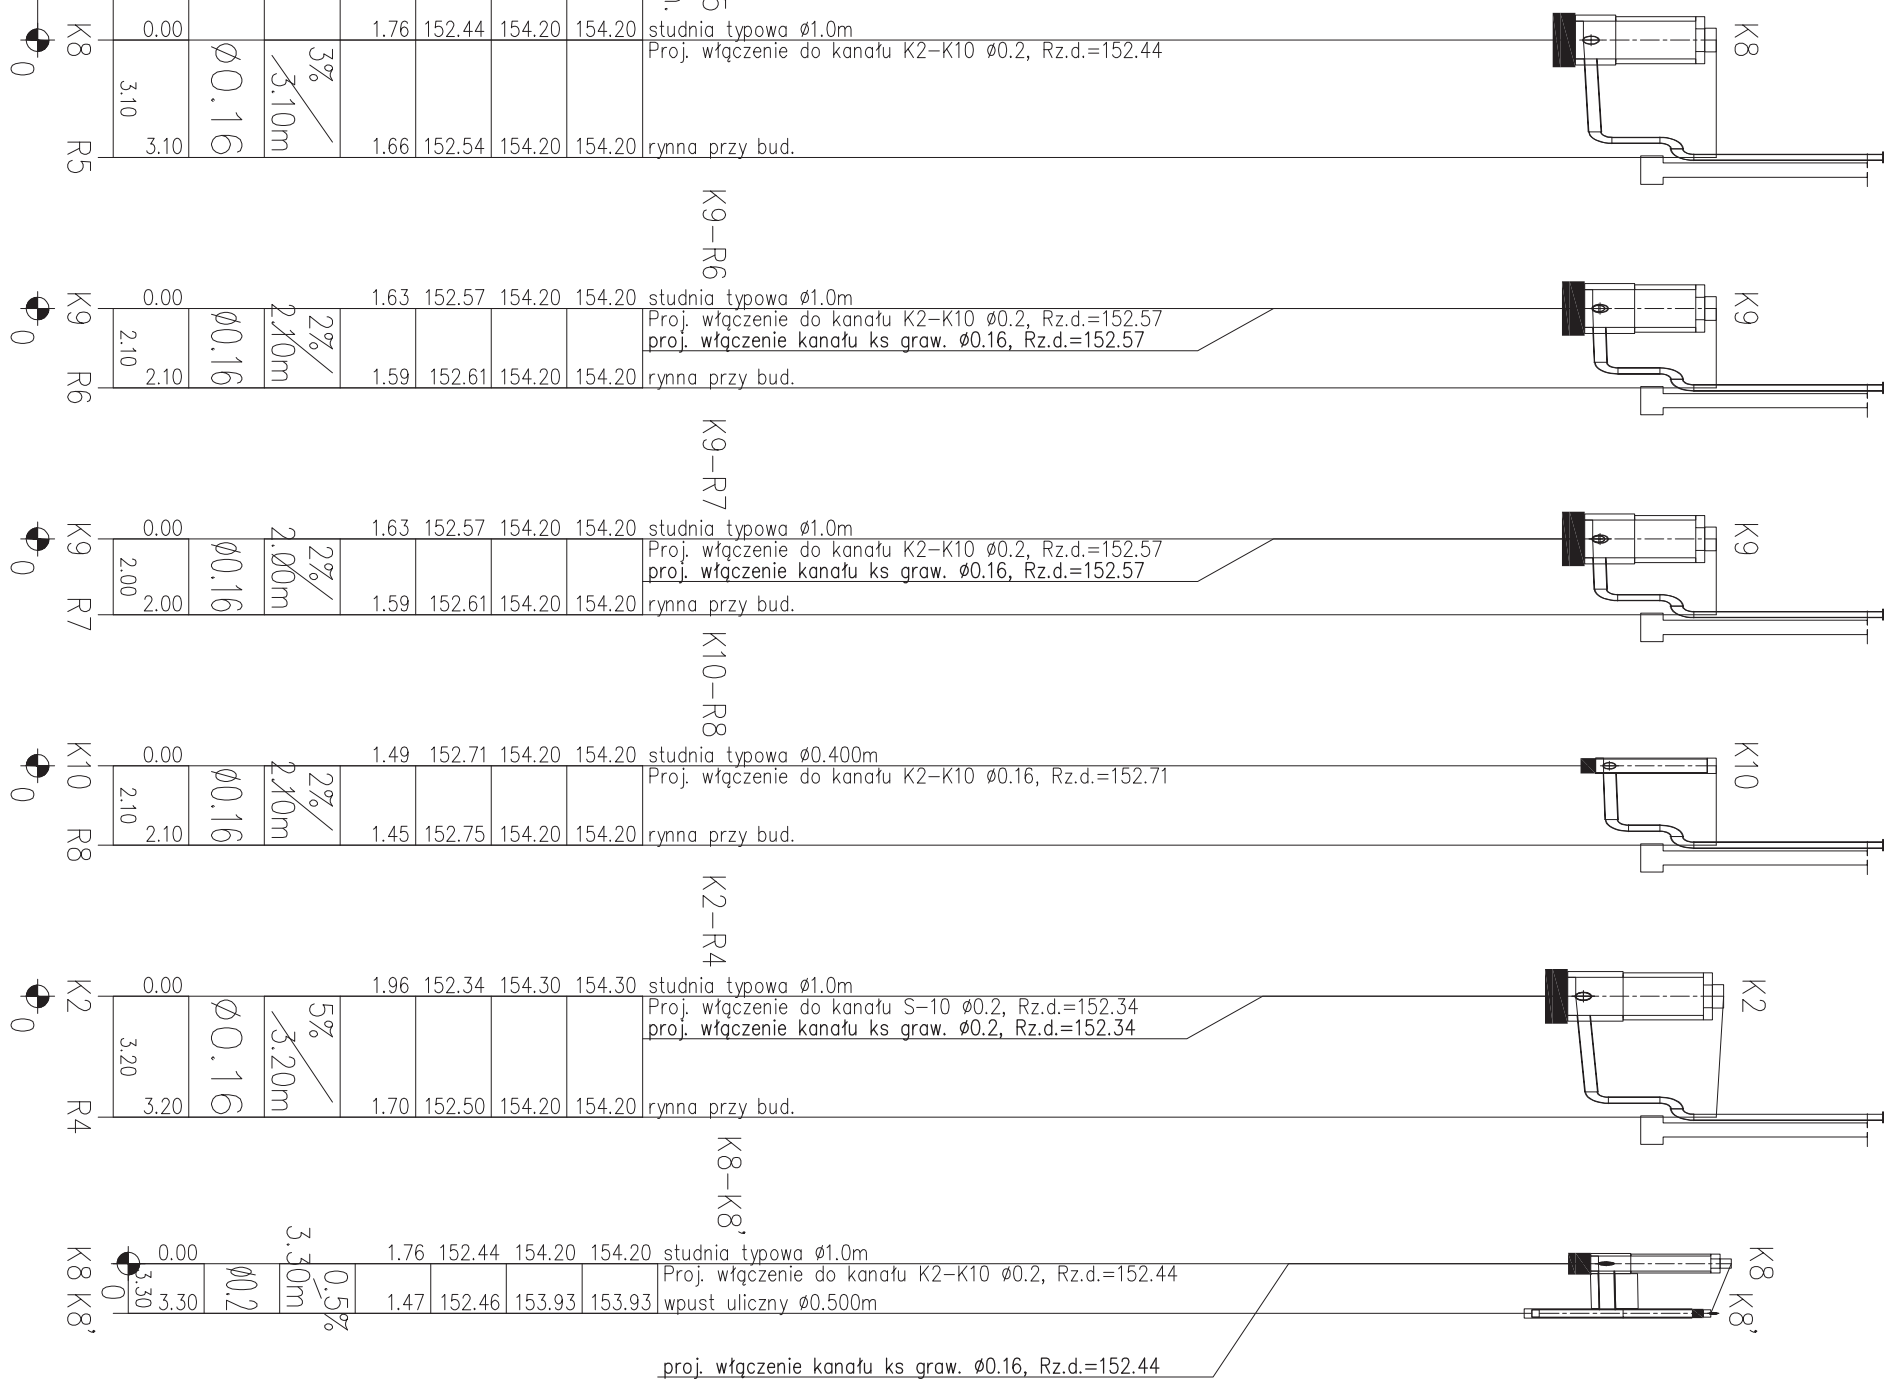 5
K8 0.00 1.76 152.44 154.20 154.20 studnia typowa ø1.0m K8
Proj. włączenie do kanału K2-K10 ø0.2, Rz.d.=152.44
0 3.10 Ø0.16 3% 3.10m
R5 3.10 1.66 152.54 154.20 154.20 rynna przy bud.
K9-R6
K9 0.00 1.63 152.57 154.20 154.20 studnia typowa ø1.0m K9
Proj. włączenie do kanału K2-K10 ø0.2, Rz.d.=152.57
proj. włączenie kanału ks graw. ø0.16, Rz.d.=152.57
0 2.10 Ø0.16 2% 2.10m
R6 2.10 1.59 152.61 154.20 154.20 rynna przy bud.
K9-R7
K9 0.00 1.63 152.57 154.20 154.20 studnia typowa ø1.0m K9
Proj. włączenie do kanału K2-K10 ø0.2, Rz.d.=152.57
proj. włączenie kanału ks graw. ø0.16, Rz.d.=152.57
0 2.00 Ø0.16 2% 2.00m
R7 2.00 1.59 152.61 154.20 154.20 rynna przy bud.
K10-R8
K10 0.00 1.49 152.71 154.20 154.20 studnia typowa ø0.400m K10
Proj. włączenie do kanału K2-K10 ø0.16, Rz.d.=152.71
0 2.10 Ø0.16 2% 2.10m
R8 2.10 1.45 152.75 154.20 154.20 rynna przy bud.
K2-R4
K2 0.00 1.96 152.34 154.30 154.30 studnia typowa ø1.0m K2
Proj. włączenie do kanału S-10 ø0.2, Rz.d.=152.34
proj. włączenie kanału ks graw. ø0.2, Rz.d.=152.34
0 3.20 Ø0.16 5% 3.20m
R4 3.20 1.70 152.50 154.20 154.20 rynna przy bud.
K8-K8'
K8 0.00 1.76 152.44 154.20 154.20 studnia typowa ø1.0m K8
Proj. włączenie do kanału K2-K10 ø0.2, Rz.d.=152.44
0 3.30 Ø0.2 0.5% 3.30m
K8' 3.30 1.47 152.46 153.93 153.93 wpust uliczny ø0.500m K8'
proj. włączenie kanału ks graw. ø0.16, Rz.d.=152.44